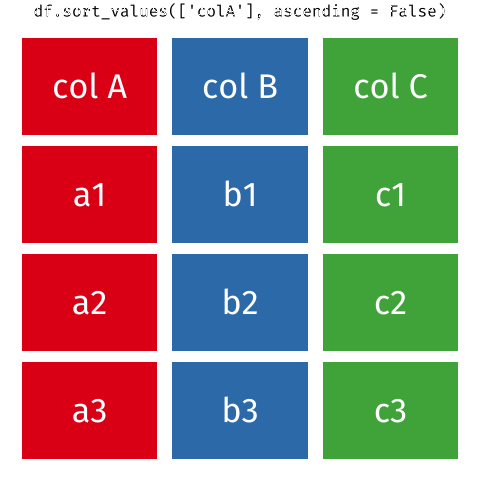 df.sort_values(['colA'], ascending = False)
col A col B col C
a1 b1 c1
a2 b2 c2
a3 b3 c3